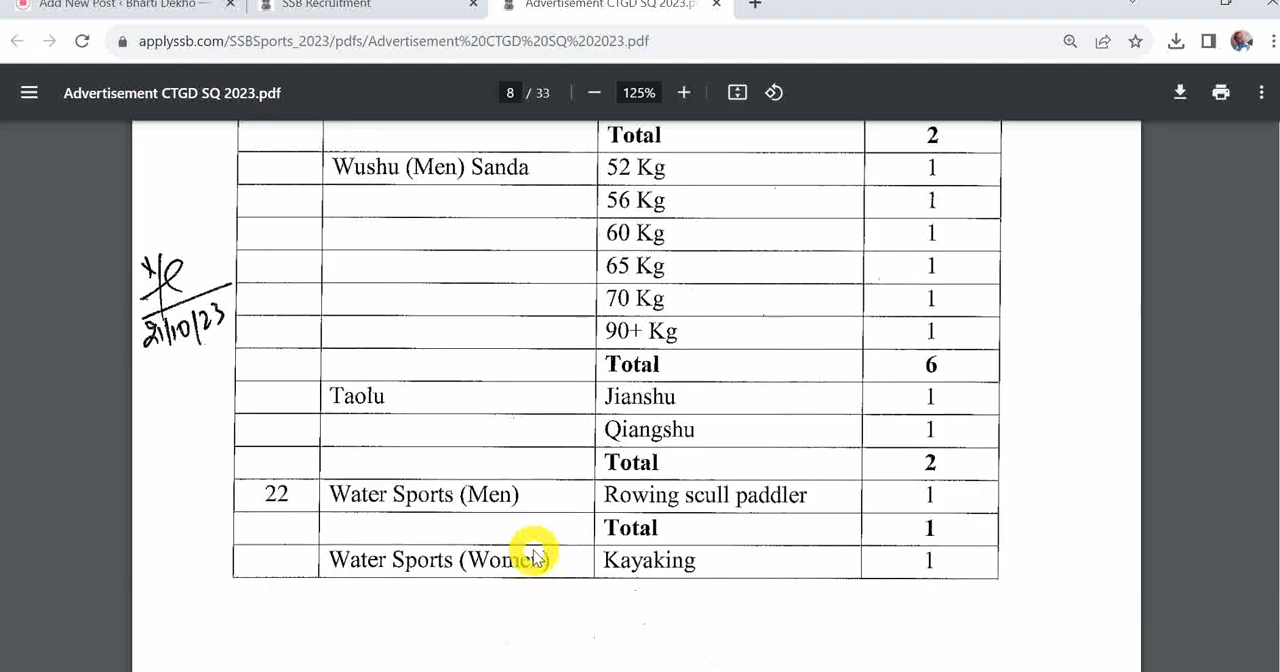 Add New Post ‹ Bharti Dekho —
SSB Recruitment
Advertisement CTGD SQ 2023.p
applyssb.com/SSBSports_2023/pdfs/Advertisement%20CTGD%20SQ%202023.pdf
Advertisement CTGD SQ 2023.pdf
8 / 33
125%
Total 2
Wushu (Men) Sanda 52 Kg 1
56 Kg 1
60 Kg 1
65 Kg 1
70 Kg 1
90+ Kg 1
21/10/23
Total 6
Taolu Jianshu 1
Qiangshu 1
Total 2
22 Water Sports (Men) Rowing scull paddler 1
Total 1
Water Sports (Women) Kayaking 1